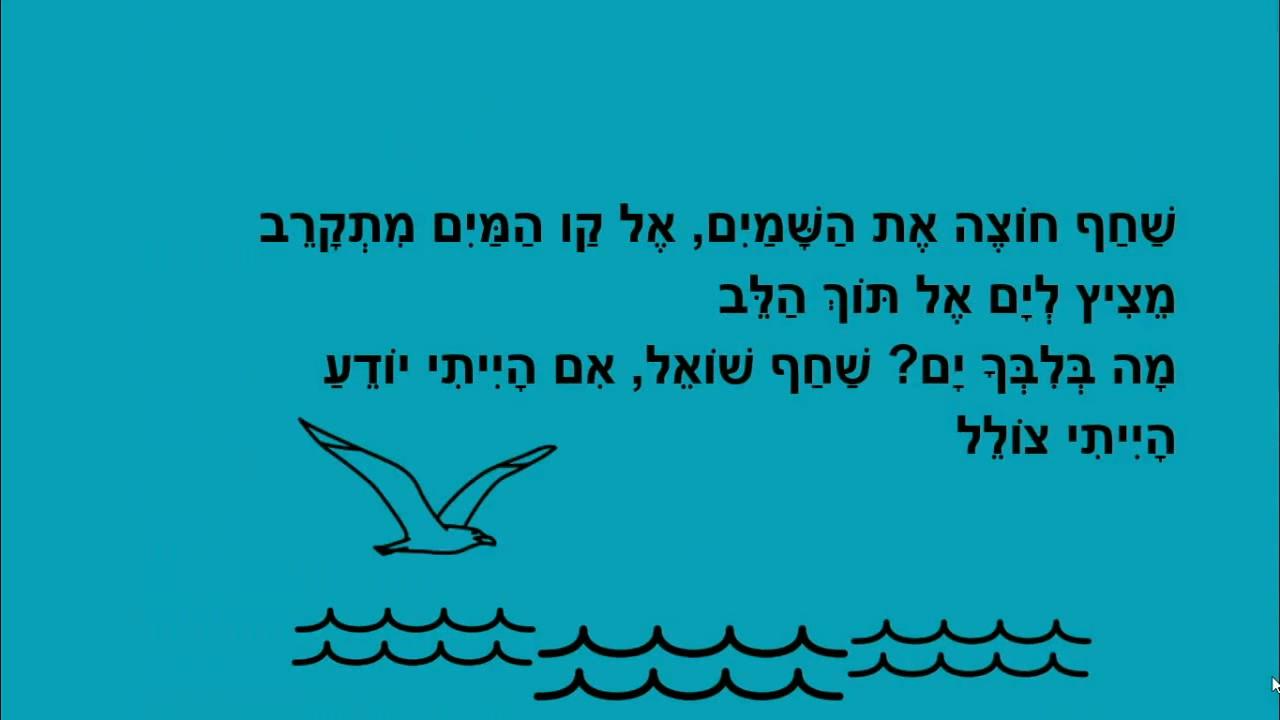 שַׁחַף חוֹצֶה אֶת הַשָּׁמַיִם, אֶל קַו הַמַּיִם מִתְקָרֵב
מֵצִיץ לְיָם אֶל תּוֹךְ הַלֵּב
מָה בְּלִבְּךָ יָם? שַׁחַף שׁוֹאֵל, אִם הָיִיתִי יוֹדֵעַ
הָיִיתִי צוֹלֵל